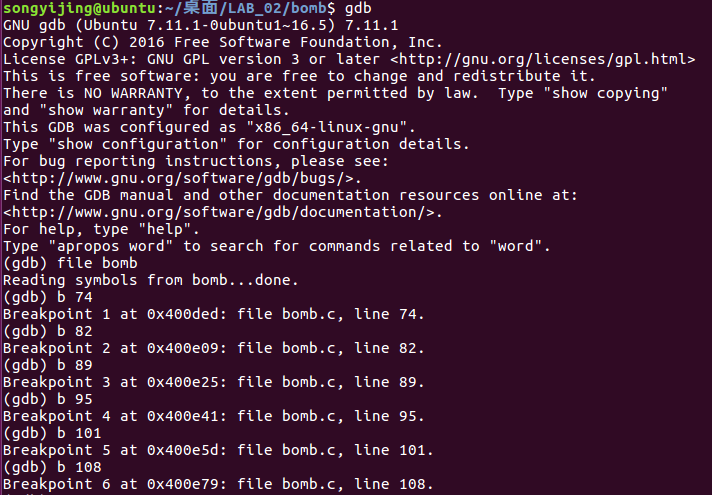 songyijing@ubuntu:~/桌面/LAB_02/bomb$ gdb
GNU gdb (Ubuntu 7.11.1-0ubuntu1~16.5) 7.11.1
Copyright (C) 2016 Free Software Foundation, Inc.
License GPLv3+: GNU GPL version 3 or later <http://gnu.org/licenses/gpl.html>
This is free software: you are free to change and redistribute it.
There is NO WARRANTY, to the extent permitted by law.  Type "show copying"
and "show warranty" for details.
This GDB was configured as "x86_64-linux-gnu".
Type "show configuration" for configuration details.
For bug reporting instructions, please see:
<http://www.gnu.org/software/gdb/bugs/>.
Find the GDB manual and other documentation resources online at:
<http://www.gnu.org/software/gdb/documentation/>.
For help, type "help".
Type "apropos word" to search for commands related to "word".
(gdb) file bomb
Reading symbols from bomb...done.
(gdb) b 74
Breakpoint 1 at 0x400ded: file bomb.c, line 74.
(gdb) b 82
Breakpoint 2 at 0x400e09: file bomb.c, line 82.
(gdb) b 89
Breakpoint 3 at 0x400e25: file bomb.c, line 89.
(gdb) b 95
Breakpoint 4 at 0x400e41: file bomb.c, line 95.
(gdb) b 101
Breakpoint 5 at 0x400e5d: file bomb.c, line 101.
(gdb) b 108
Breakpoint 6 at 0x400e79: file bomb.c, line 108.